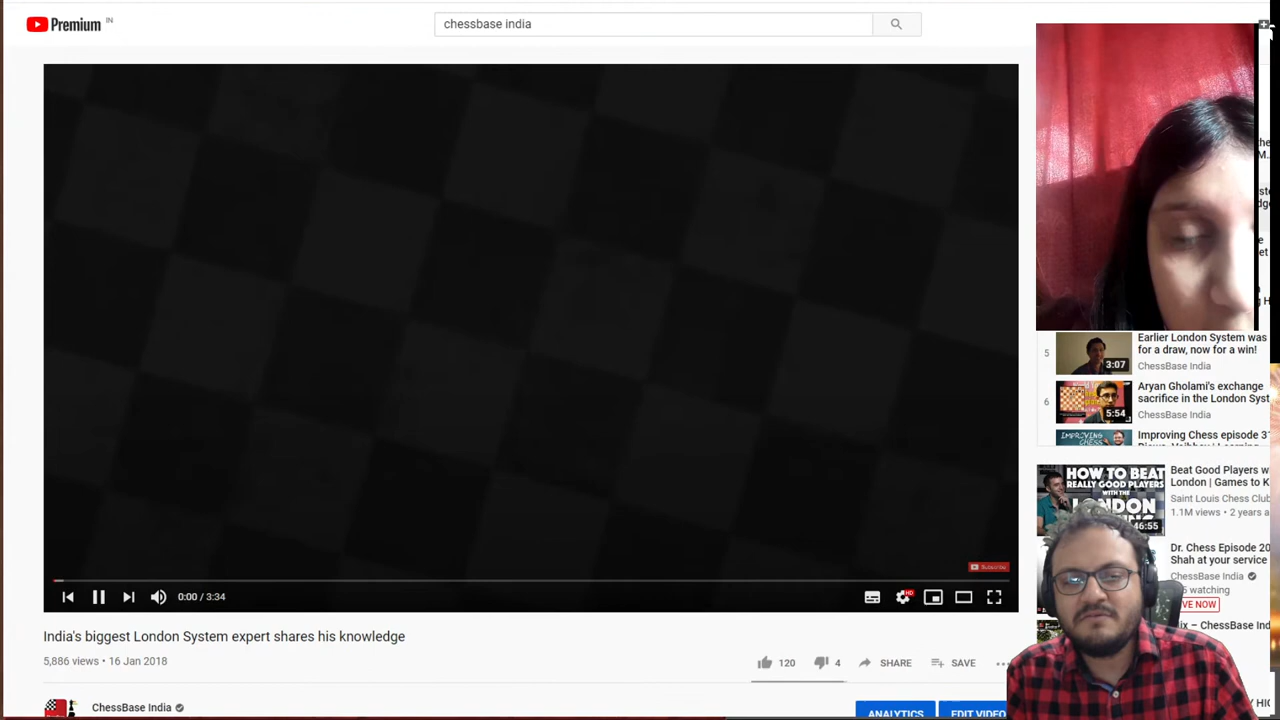 Premium IN
chessbase india
Subscribe
0:00 / 3:34
HD
India's biggest London System expert shares his knowledge
5,886 views • 16 Jan 2018
120
4
SHARE
SAVE
ChessBase India
ANALYTICS
EDIT VIDEO
5
3:07
Earlier London System was
for a draw, now for a win!
ChessBase India
6
5:54
Aryan Gholami's exchange
sacrifice in the London Syst
ChessBase India
IMPROVING
Improving Chess episode 3
HOW TO BEAT
REALLY GOOD PLAYERS
WITH THE
LONDON
46:55
Beat Good Players w
London | Games to K
Saint Louis Chess Club
1.1M views • 2 years a
Dr. Chess Episode 20
Shah at your service
ChessBase India
5 watching
VE NOW
ix – ChessBase Ind